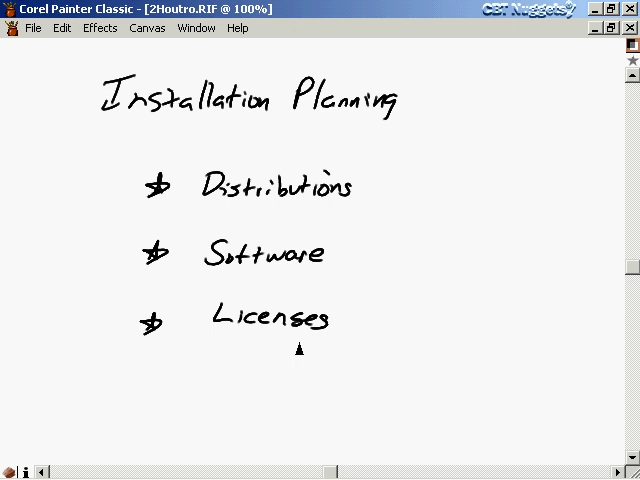 Corel Painter Classic - [2Houtro.RIF @ 100%]
CBT Nuggets
File Edit Effects Canvas Window Help
Installation Planning
Distributions
Software
Licenses